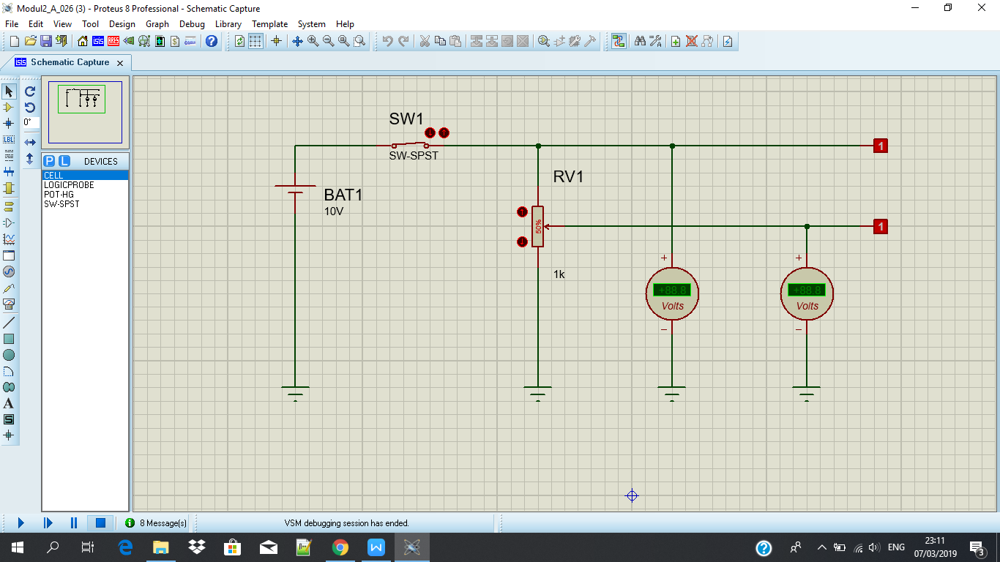 Modul2_A_026 (3) - Proteus 8 Professional - Schematic Capture
File Edit View Tool Design Graph Debug Library Template System Help
Schematic Capture
0°
LBL
P L DEVICES
CELL
LOGICPROBE
POT-HG
SW-SPST
A
S
SW1
SW-SPST
BAT1
10V
RV1
50%
1k
1
1
+
+88.8
Volts
−
+
+88.8
Volts
−
8 Message(s)
VSM debugging session has ended.
ENG
23:11
07/03/2019
3